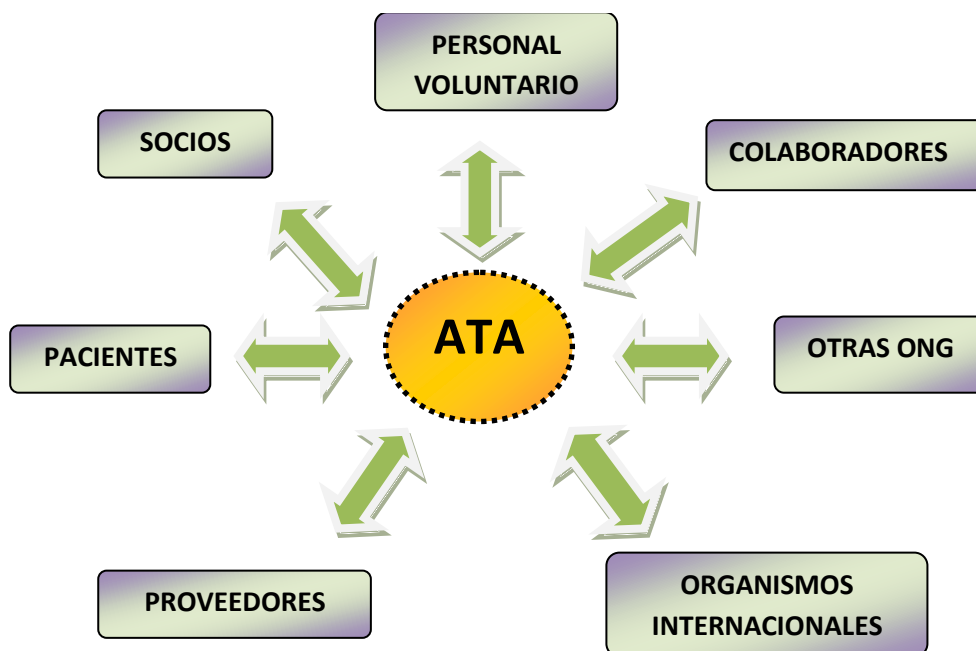 PERSONAL
VOLUNTARIO
SOCIOS
COLABORADORES
ATA
PACIENTES
OTRAS ONG
PROVEEDORES
ORGANISMOS
INTERNACIONALES